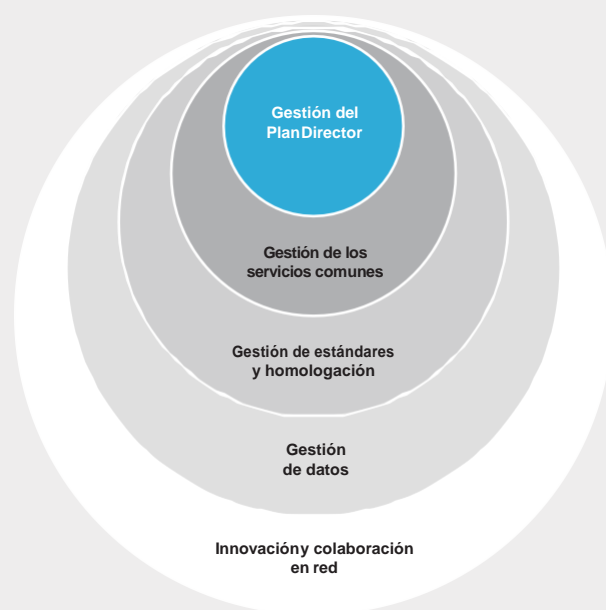 Gestión del
PlanDirector
Gestión de los
servicios comunes
Gestión de estándares
y homologación
Gestión
de datos
Innovacióny colaboración
en red